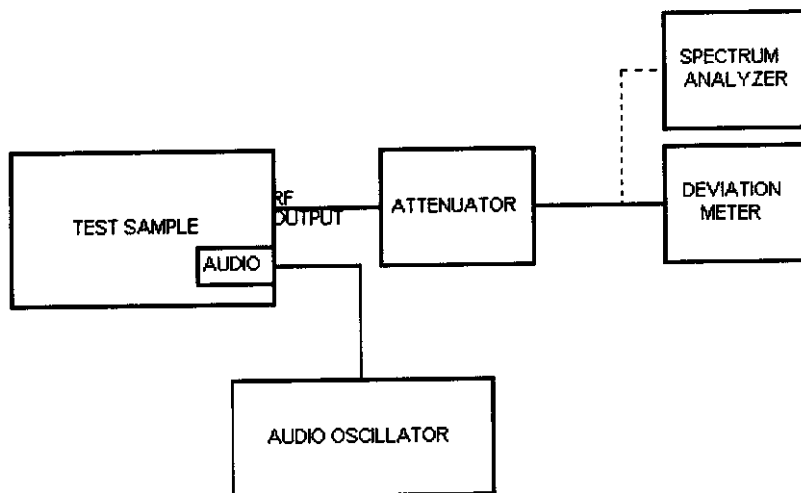 SPECTRUM
ANALYZER
RF
OUTPUT
TEST SAMPLE
ATTENUATOR
DEVIATION
METER
AUDIO
AUDIO OSCILLATOR